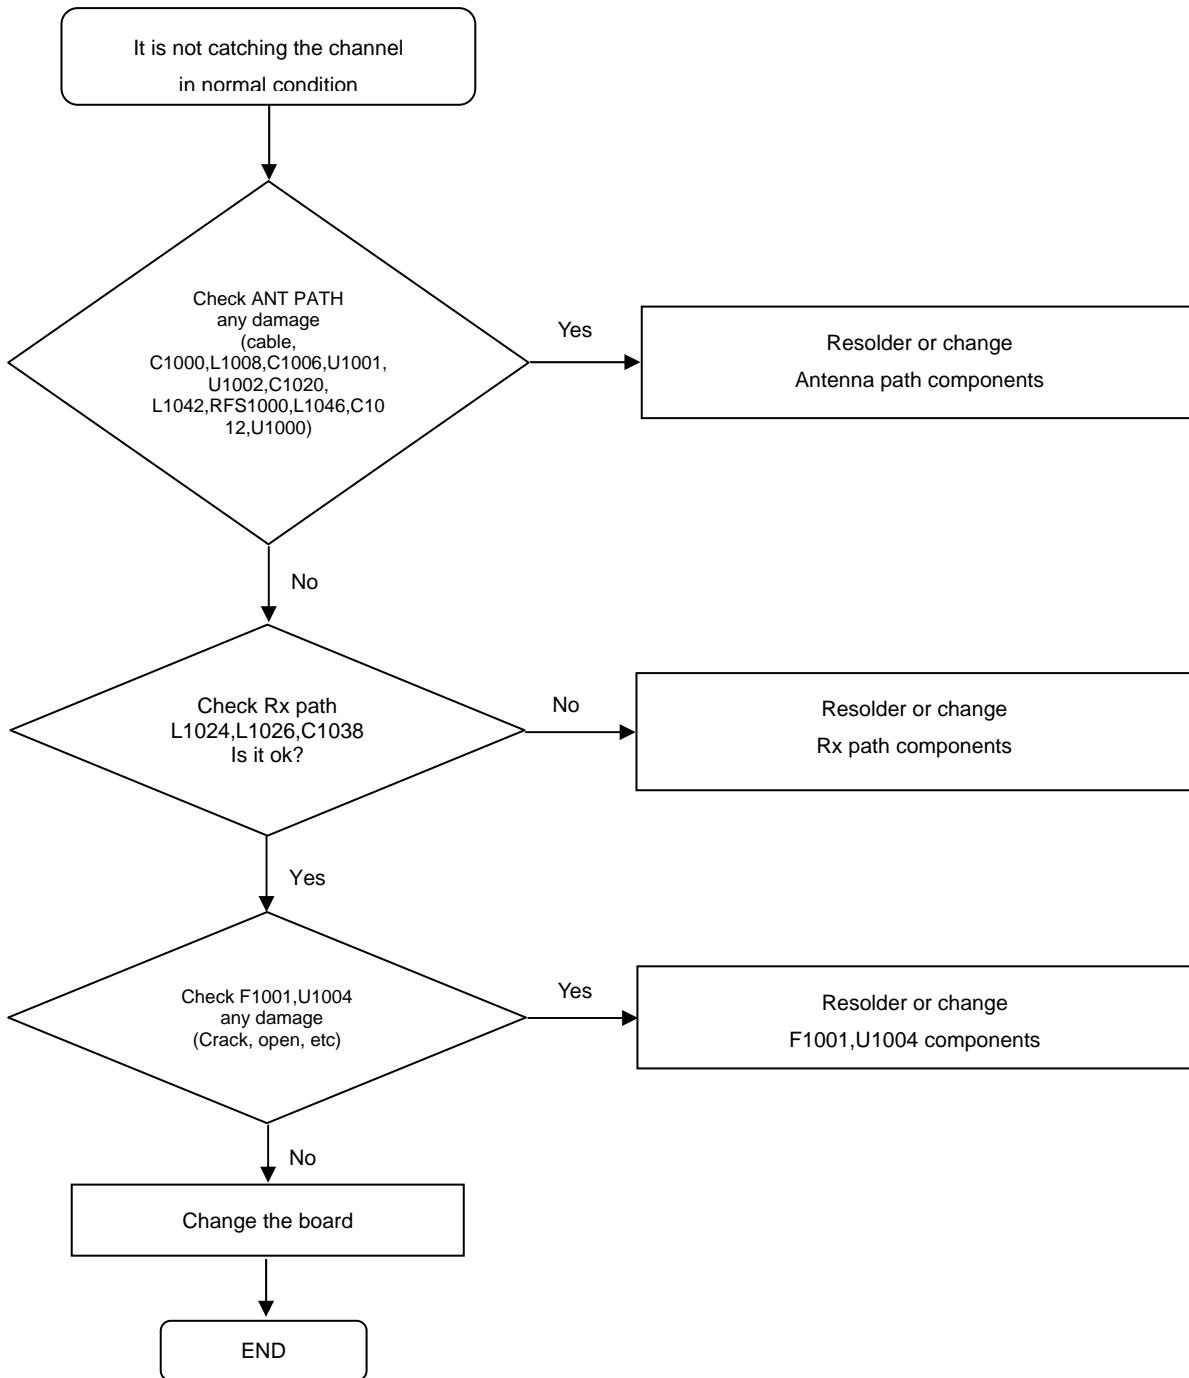 It is not catching the channel
in normal condition
Check ANT PATH
any damage
(cable,
C1000,L1008,C1006,U1001,
U1002,C1020,
L1042,RFS1000,L1046,C10
12,U1000)
Yes
Resolder or change
Antenna path components
No
Check Rx path
L1024,L1026,C1038
Is it ok?
No
Resolder or change
Rx path components
Yes
Check F1001,U1004
any damage
(Crack, open, etc)
Yes
Resolder or change
F1001,U1004 components
No
Change the board
END